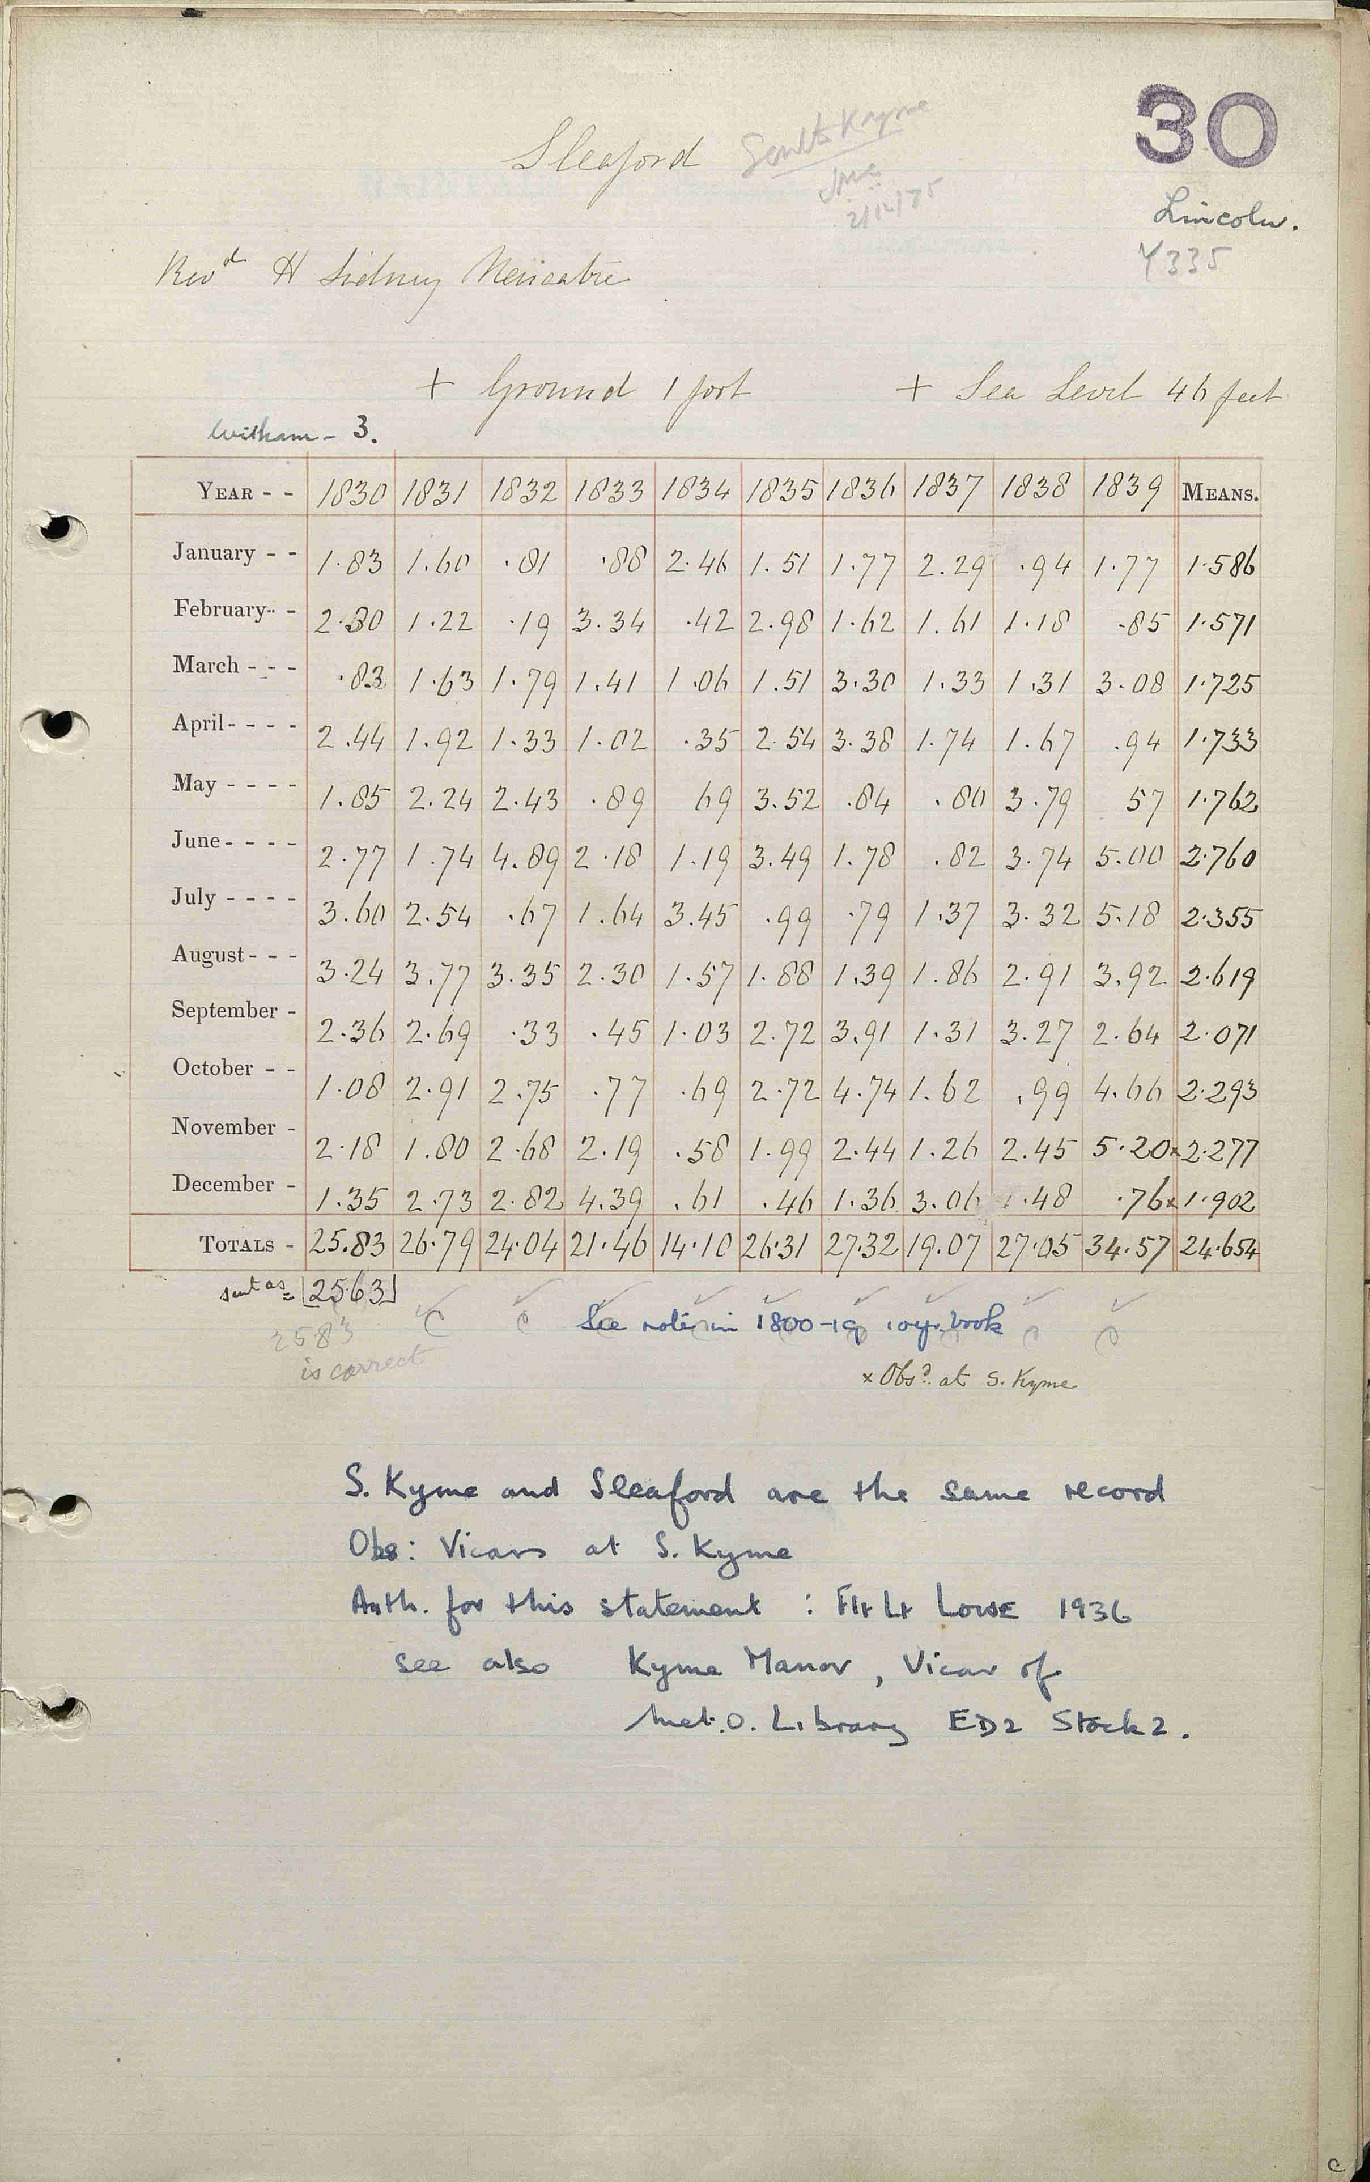 30
Sleaford South Kyme
2/12/75
Lincoln.
Y335
Revd H Sidney
+ Ground 1 foot + Sea Level 46 feet
Witham - 3.
YEAR - - 1830 1831 1832 1833 1834 1835 1836 1837 1838 1839 MEANS.
January - - 1.83 1.60 .81 .88 2.46 1.51 1.77 2.29 .94 1.77 1.586
February - - 2.30 1.22 .19 3.34 .42 2.98 1.62 1.61 1.18 .85 1.571
March - - - .83 1.63 1.79 1.41 1.06 1.51 3.30 1.33 1.31 3.08 1.725
April - - - - 2.44 1.92 1.33 1.02 .35 2.54 3.38 1.74 1.67 .94 1.733
May - - - - 1.85 2.24 2.43 .89 69 3.52 .84 .80 3.79 57 1.762
June - - - - 2.77 1.74 4.89 2.18 1.19 3.49 1.78 .82 3.74 5.00 2.760
July - - - - 3.60 2.54 .67 1.64 3.45 .99 .79 1.37 3.32 5.18 2.355
August - - - 3.24 3.77 3.35 2.30 1.57 1.88 1.39 1.86 2.91 3.92 2.619
September - 2.36 2.69 .33 .45 1.03 2.72 3.91 1.31 3.27 2.64 2.071
October - - 1.08 2.91 2.75 .77 .69 2.72 4.74 1.62 .99 4.66 2.293
November - 2.18 1.80 2.68 2.19 .58 1.99 2.44 1.26 2.45 5.20x 2.277
December - 1.35 2.73 2.82 4.39 .61 .46 1.36 3.06 1.48 .76x 1.902
TOTALS - 25.83 26.79 24.04 21.46 14.10 26.31 27.32 19.07 27.05 34.57 24.654
sent as = [25.63]
See note in 1800-19 10yr. book
25.83
is correct
x Obs? at S. Kyme
S. Kyme and Sleaford are the same record
Obs: Vicars at S. Kyme
Auth. for this statement : Flt Lt LOWE 1936
see also Kyme Manor, Vicar of
Met.O. Library ED2 Stack 2.